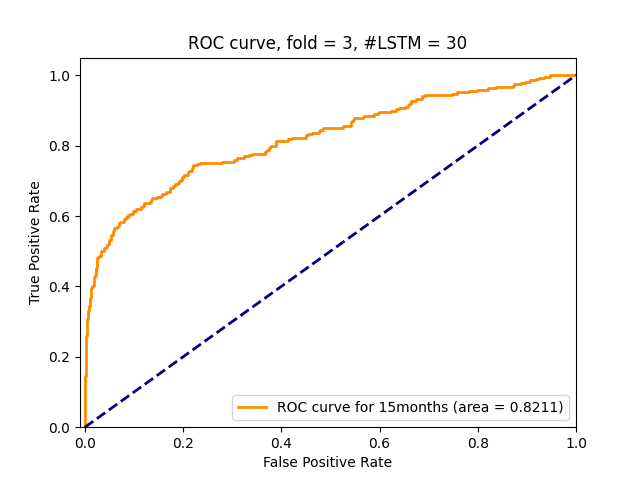 ROC curve, fold = 3, #LSTM = 30
True Positive Rate
1.0
0.8
0.6
0.4
0.2
0.0
ROC curve for 15months (area = 0.8211)
0.0 0.2 0.4 0.6 0.8 1.0
False Positive Rate